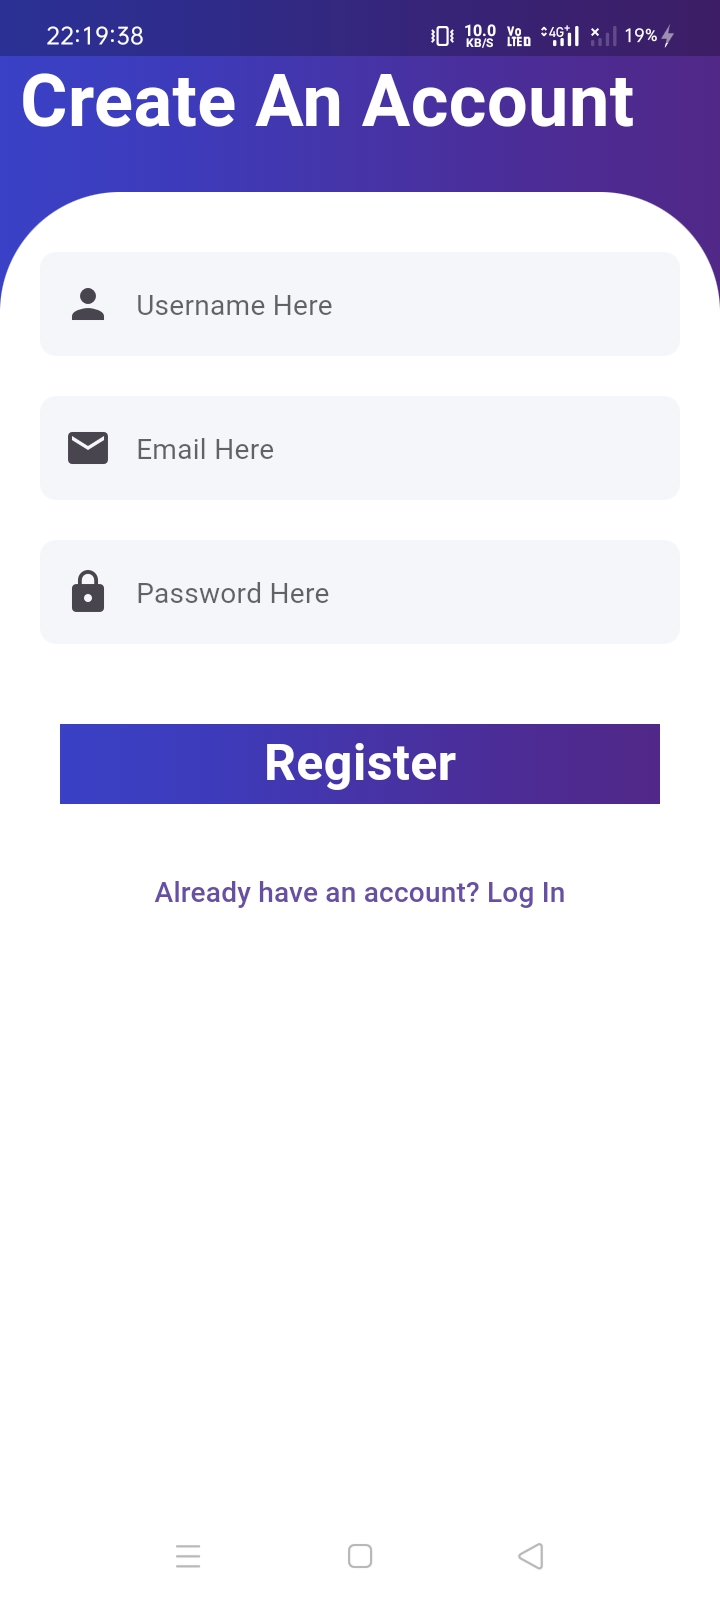 22:19:38 10.0 KB/S Vo LTE D 4G+ 19%
Create An Account
Username Here
Email Here
Password Here
Register
Already have an account? Log In